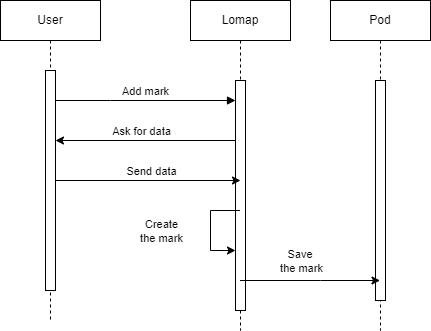 User
Lomap
Pod
Add mark
Ask for data
Send data
Create
the mark
Save
the mark